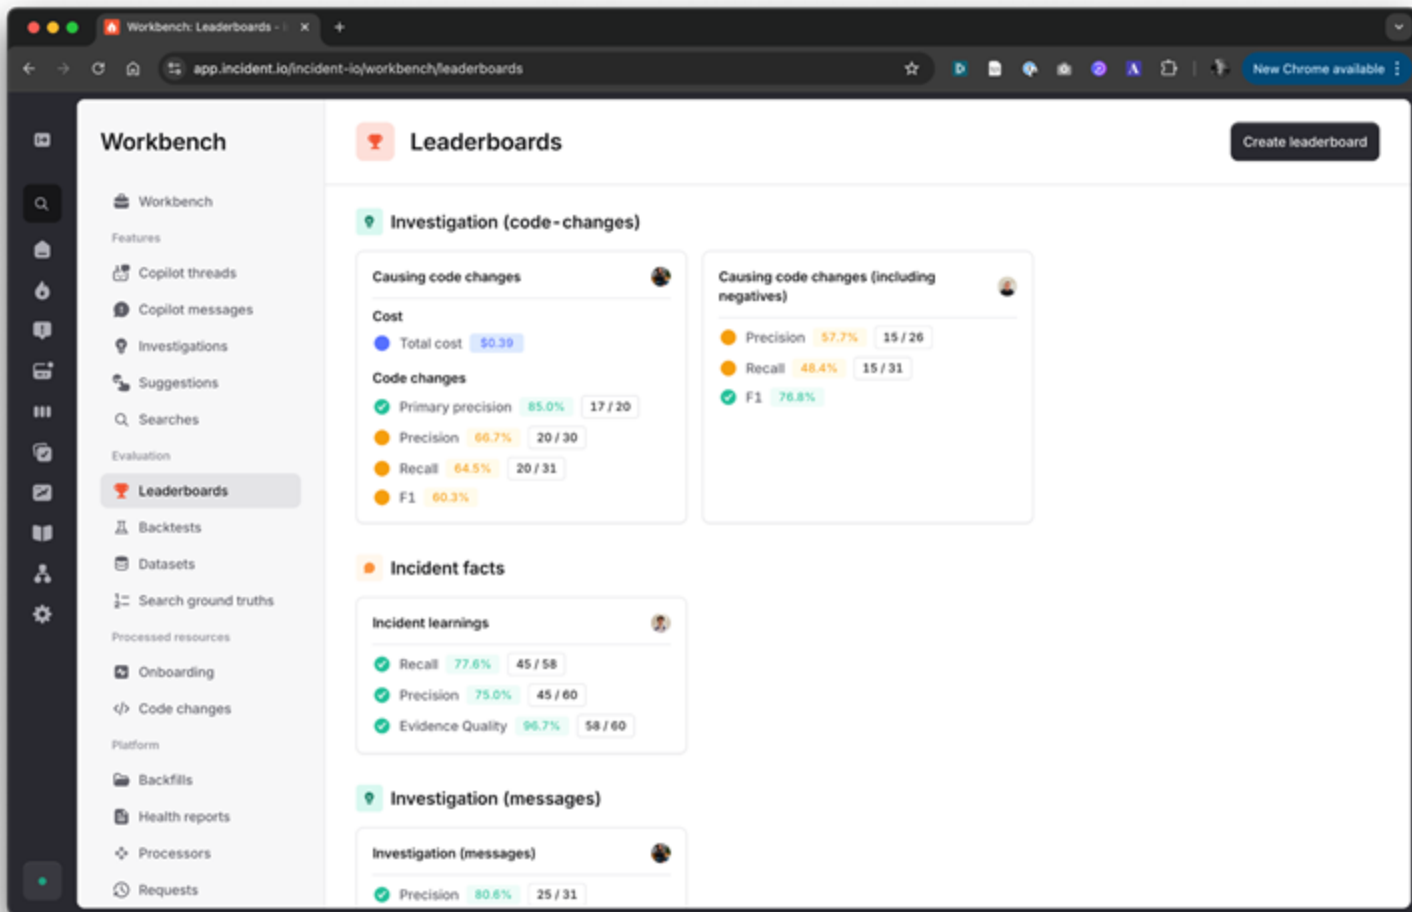 Workbench: Leaderboards -
app.incident.io/incident-io/workbench/leaderboards
New Chrome available
Workbench
Workbench
Features
Copilot threads
Copilot messages
Investigations
Suggestions
Searches
Evaluation
Leaderboards
Backtests
Datasets
Search ground truths
Processed resources
Onboarding
Code changes
Platform
Backfills
Health reports
Processors
Requests
Leaderboards
Create leaderboard
Investigation (code-changes)
Causing code changes
Cost
Total cost $0.39
Code changes
Primary precision 85.0% 17 / 20
Precision 66.7% 20 / 30
Recall 64.5% 20 / 31
F1 60.3%
Causing code changes (including
negatives)
Precision 57.7% 15 / 26
Recall 48.4% 15 / 31
F1 76.8%
Incident facts
Incident learnings
Recall 77.6% 45 / 58
Precision 75.0% 45 / 60
Evidence Quality 96.7% 58 / 60
Investigation (messages)
Investigation (messages)
Precision 80.6% 25 / 31